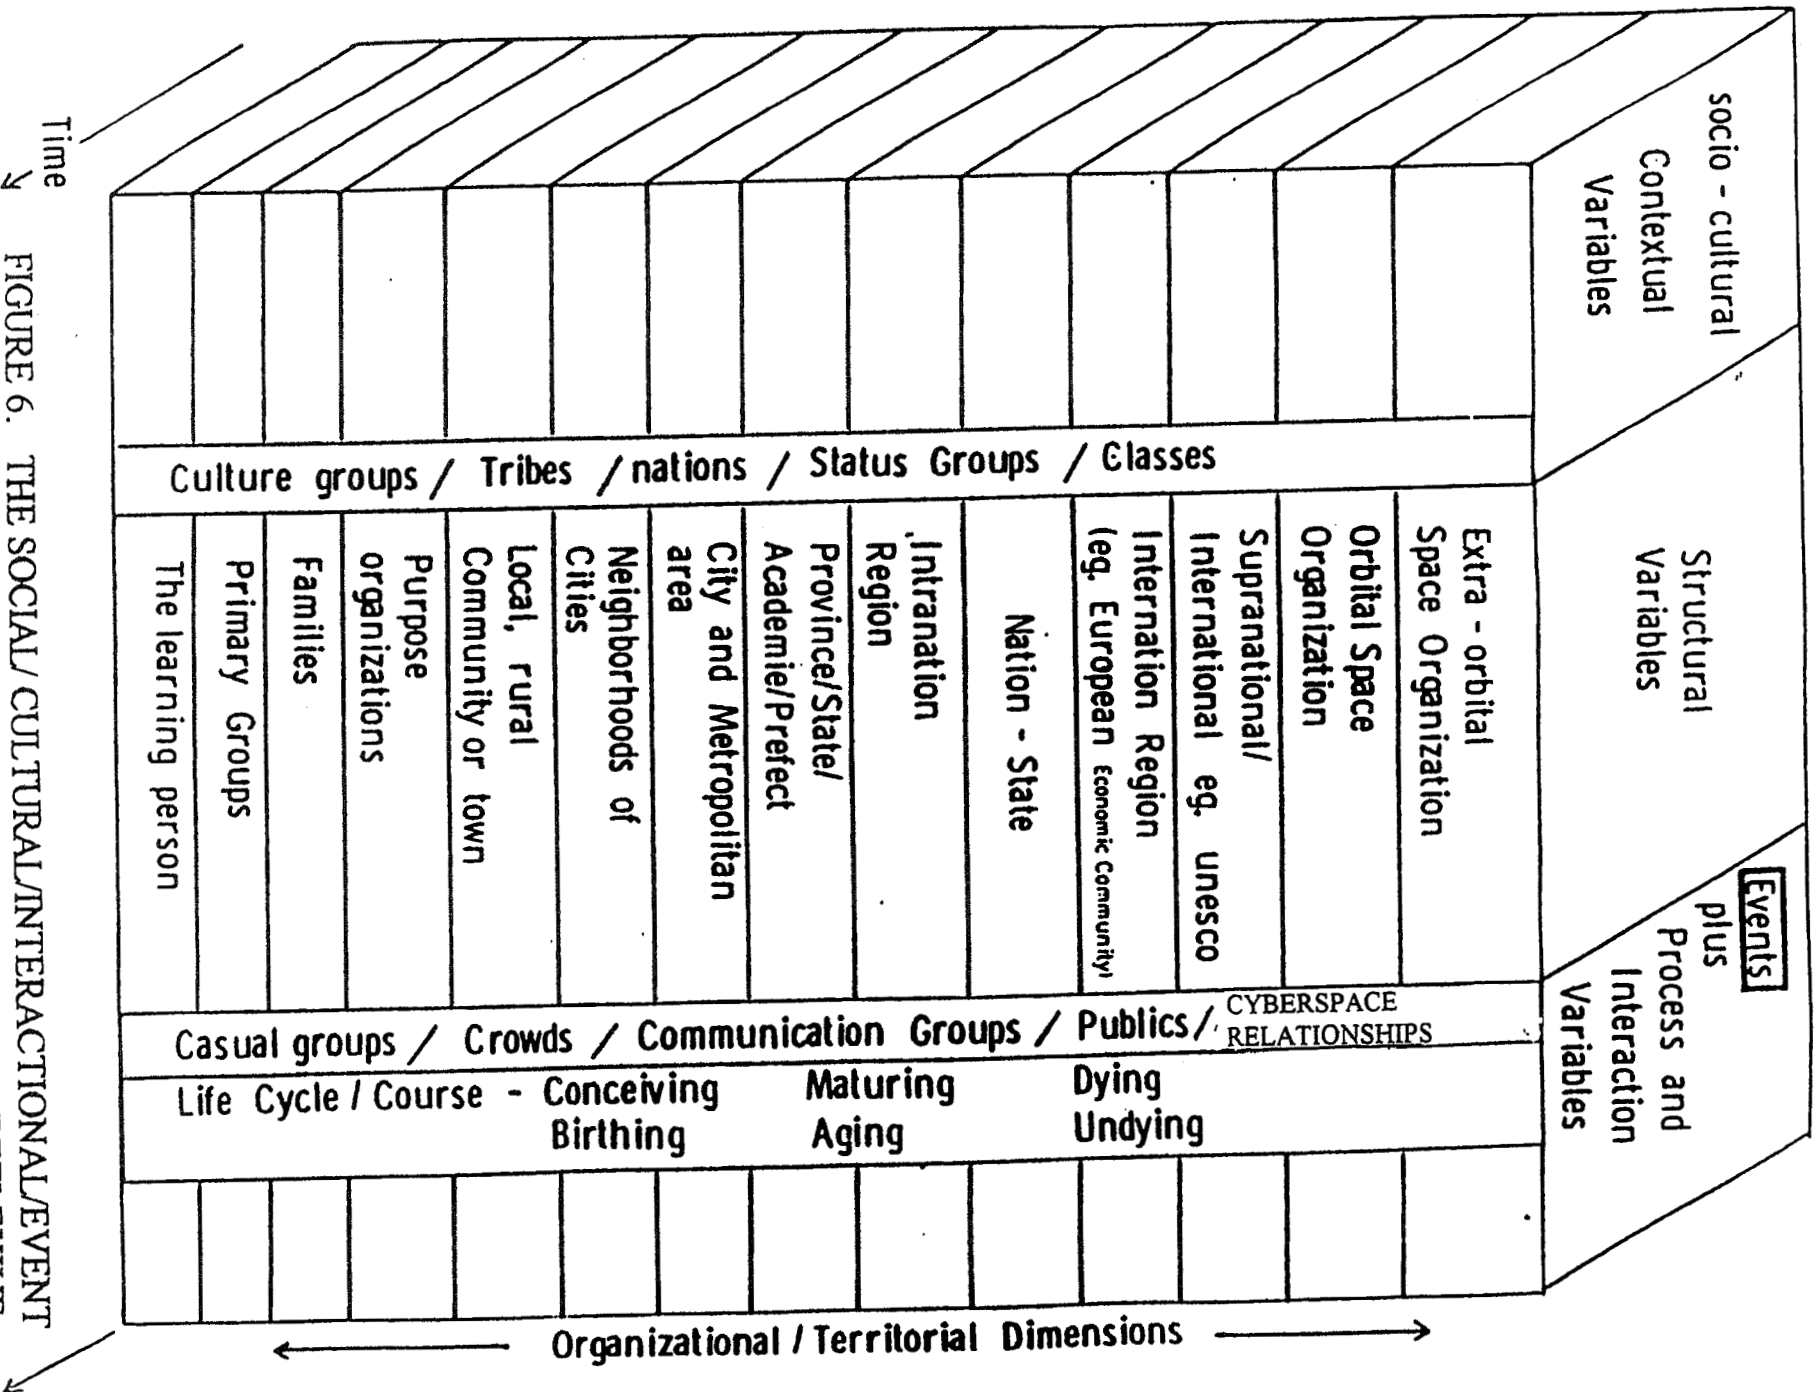 socio - cultural
Contextual
Variables
Structural
Variables
Events
plus
Process and
Interaction
Variables
Culture groups / Tribes / nations / Status Groups / Classes
The learning person
Primary Groups
Families
Purpose
organizations
Local, rural
Community or town
Neighborhoods of
Cities
City and Metropolitan
area
Province/State/
Academie/Prefect
Intranation
Region
Nation - State
International Region
(eg. European Economic Community)
Supranational/
International eg. unesco
Orbital Space
Organization
Extra - orbital
Space Organization
Casual groups / Crowds / Communication Groups / Publics / CYBERSPACE
RELATIONSHIPS
Life Cycle / Course - Conceiving Maturing Dying
Birthing Aging Undying
Organizational / Territorial Dimensions
Time
FIGURE 6. THE SOCIAL/ CULTURAL/INTERACTIONAL/EVENT